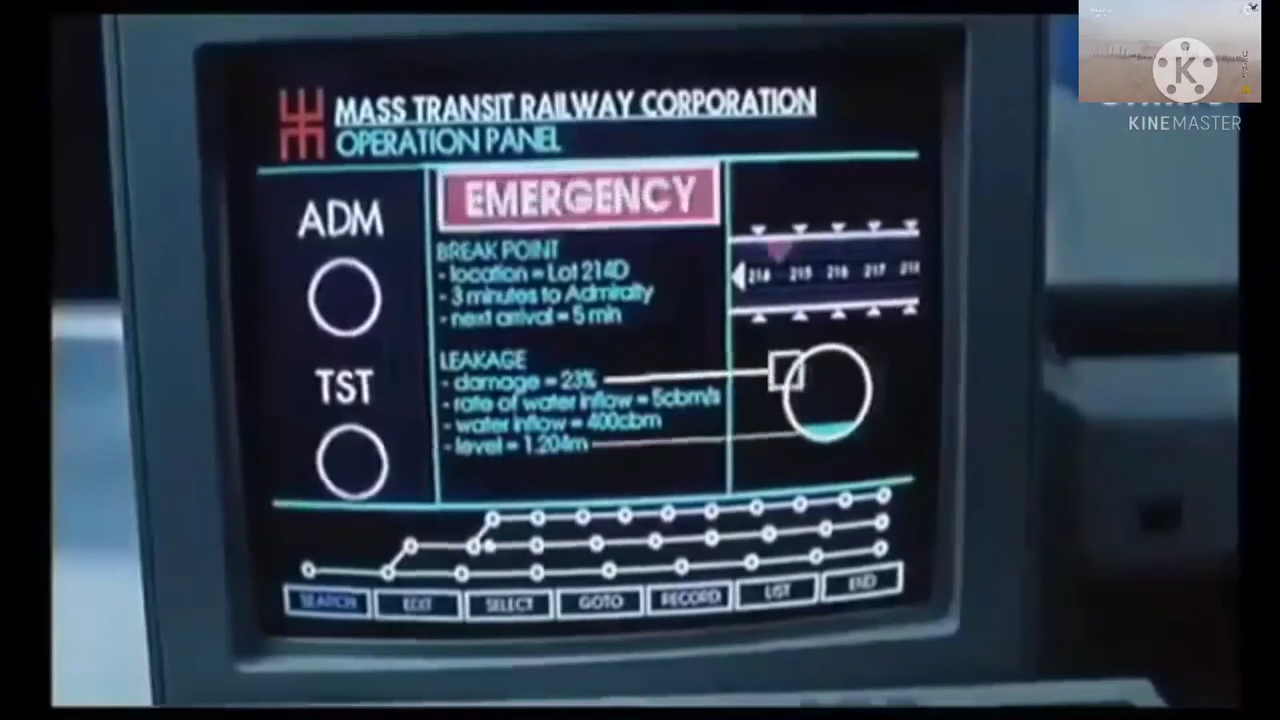 MASS TRANSIT RAILWAY CORPORATION
OPERATION PANEL
ADM
TST
EMERGENCY
BREAK POINT
- location = Lot 214D
- 3 minutes to Admiralty
- next arrival = 5 min
LEAKAGE
- damage = 23%
- rate of water inflow = 5cbm/s
- water inflow = 400cbm
- level = 1.204m
214 215 216 217 218
SEARCH EDIT SELECT GOTO RECORD LIST END
K
KINEMASTER